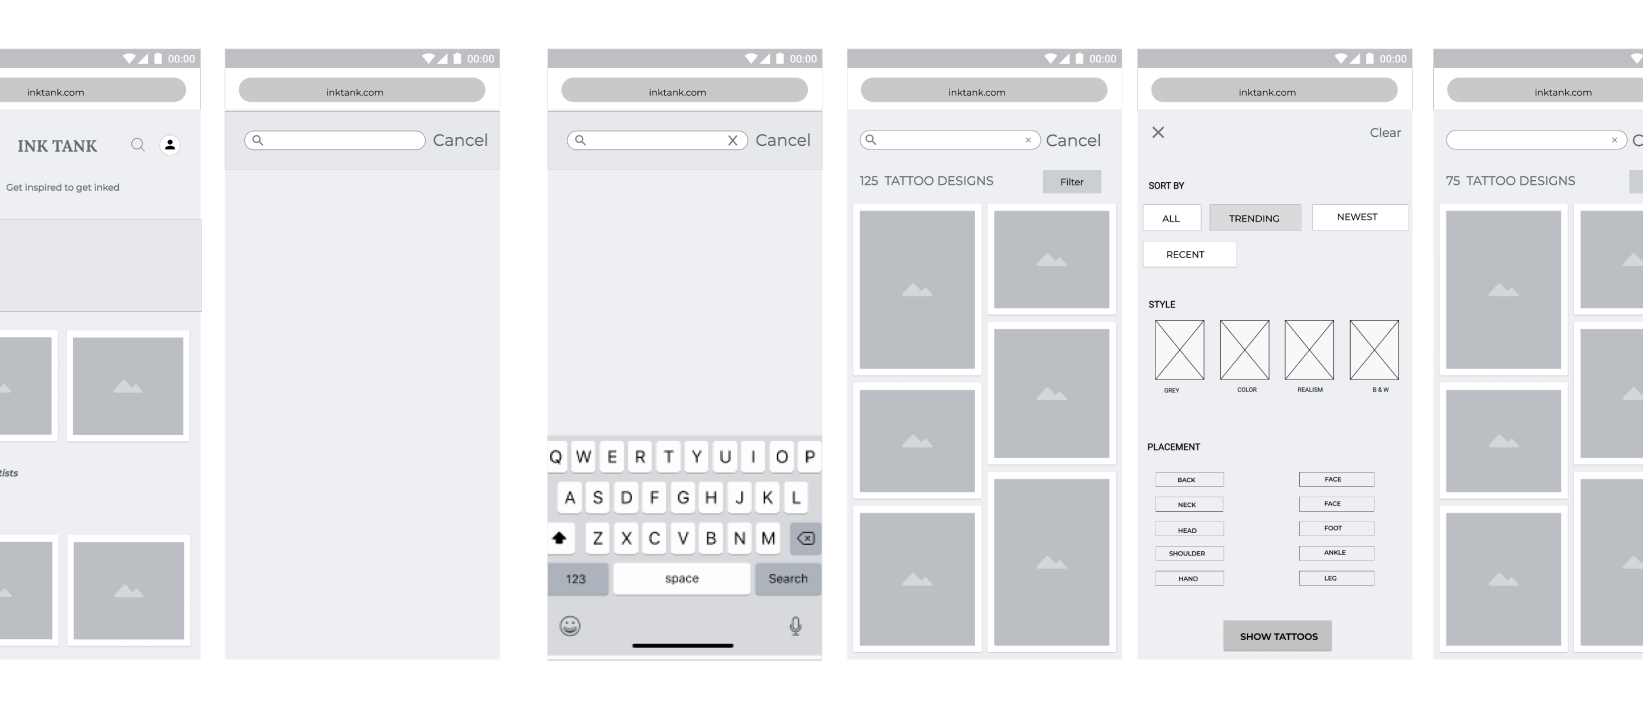 00:00
inktank.com
INK TANK
Get inspired to get inked
tists
00:00
inktank.com
Cancel
00:00
inktank.com
X Cancel
Q W E R T Y U I O P
A S D F G H J K L
Z X C V B N M
123 space Search
00:00
inktank.com
× Cancel
125 TATTOO DESIGNS Filter
00:00
inktank.com
Clear
SORT BY
ALL TRENDING NEWEST
RECENT
STYLE
GREY COLOR REALISM B & W
PLACEMENT
BACK FACE
NECK FACE
HEAD FOOT
SHOULDER ANKLE
HAND LEG
SHOW TATTOOS
inktank.com
× C
75 TATTOO DESIGNS